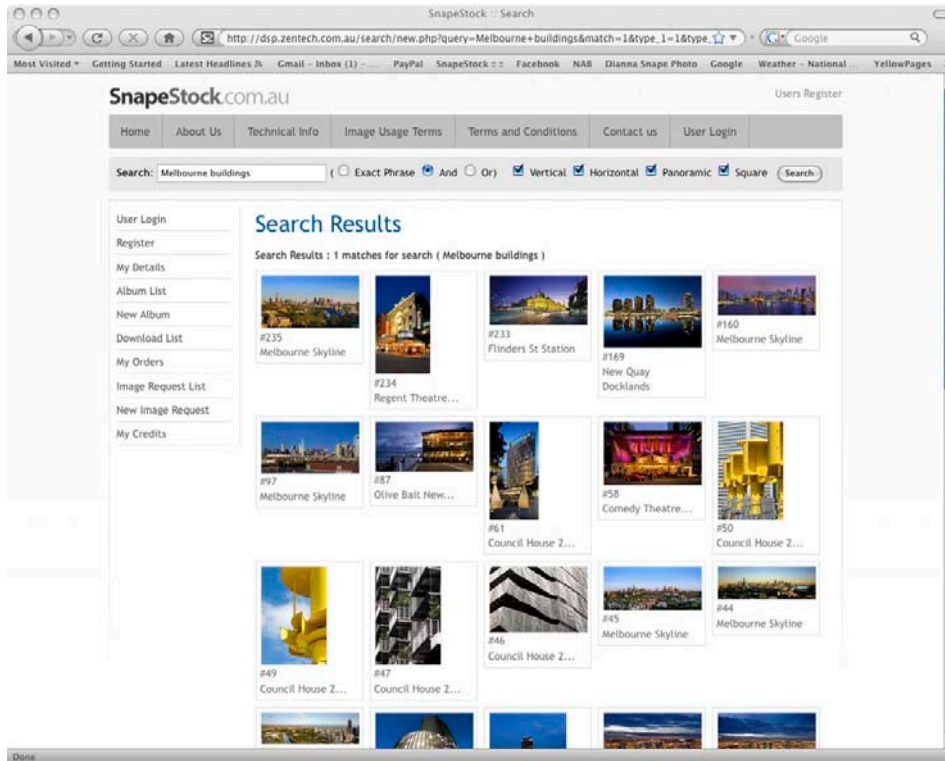 SnapeStock :: Search
http://dsp.zentech.com.au/search/new.php?query=Melbourne+buildings&match=1&type_1=1&type_
Google
Most Visited Getting Started Latest Headlines Gmail - Inbox (1) - ... PayPal SnapeStock :: Facebook NAB Dianna Snape Photo Google Weather - National ... YellowPages
SnapeStock.com.au
Users Register
Home About Us Technical Info Image Usage Terms Terms and Conditions Contact us User Login
Search: Melbourne buildings ( Exact Phrase And Or) Vertical Horizontal Panoramic Square Search
User Login
Register
My Details
Album List
New Album
Download List
My Orders
Image Request List
New Image Request
My Credits
Search Results
Search Results : 1 matches for search ( Melbourne buildings )
#235
Melbourne Skyline
#234
Regent Theatre...
#233
Flinders St Station
#169
New Quay
Docklands
#160
Melbourne Skyline
#97
Melbourne Skyline
#87
Olive Bait New...
#61
Council House 2...
#58
Comedy Theatre...
#50
Council House 2...
#49
Council House 2...
#47
Council House 2...
#46
Council House 2...
#45
Melbourne Skyline
#44
Melbourne Skyline
Done